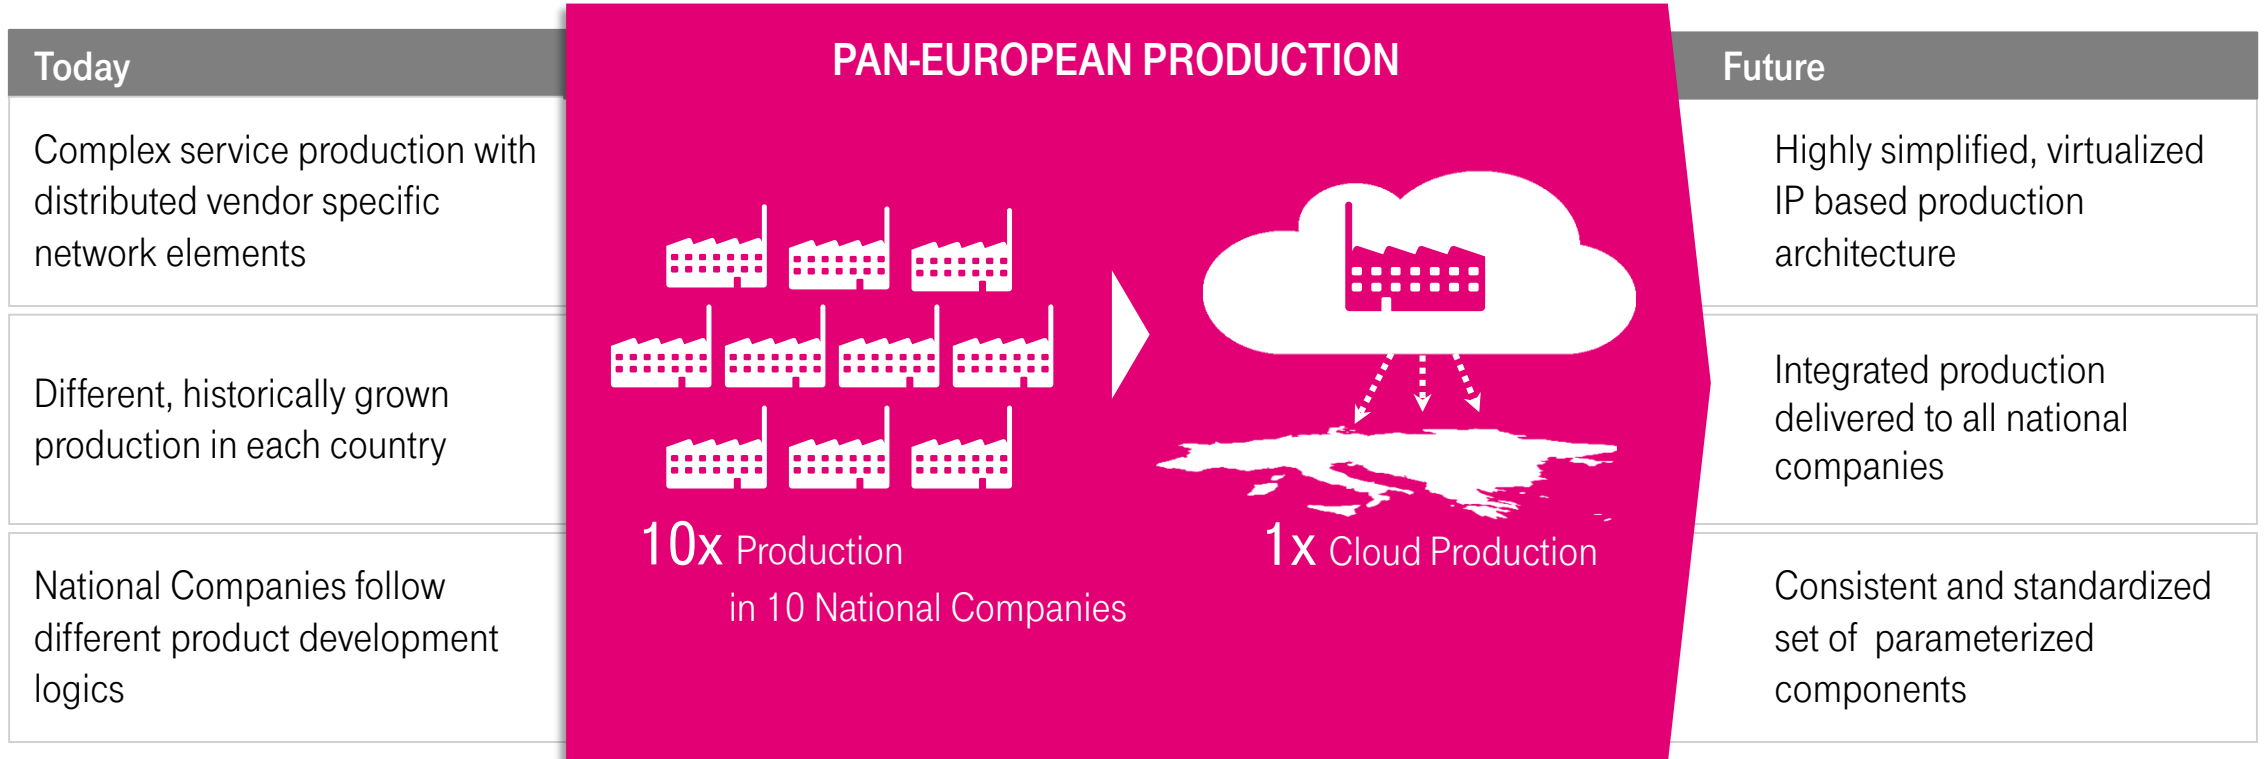 Today
Complex service production with
distributed vendor specific
network elements
Different, historically grown
production in each country
National Companies follow
different product development
logics
PAN-EUROPEAN PRODUCTION
10x Production
in 10 National Companies
1x Cloud Production
Future
Highly simplified, virtualized
IP based production
architecture
Integrated production
delivered to all national
companies
Consistent and standardized
set of parameterized
components